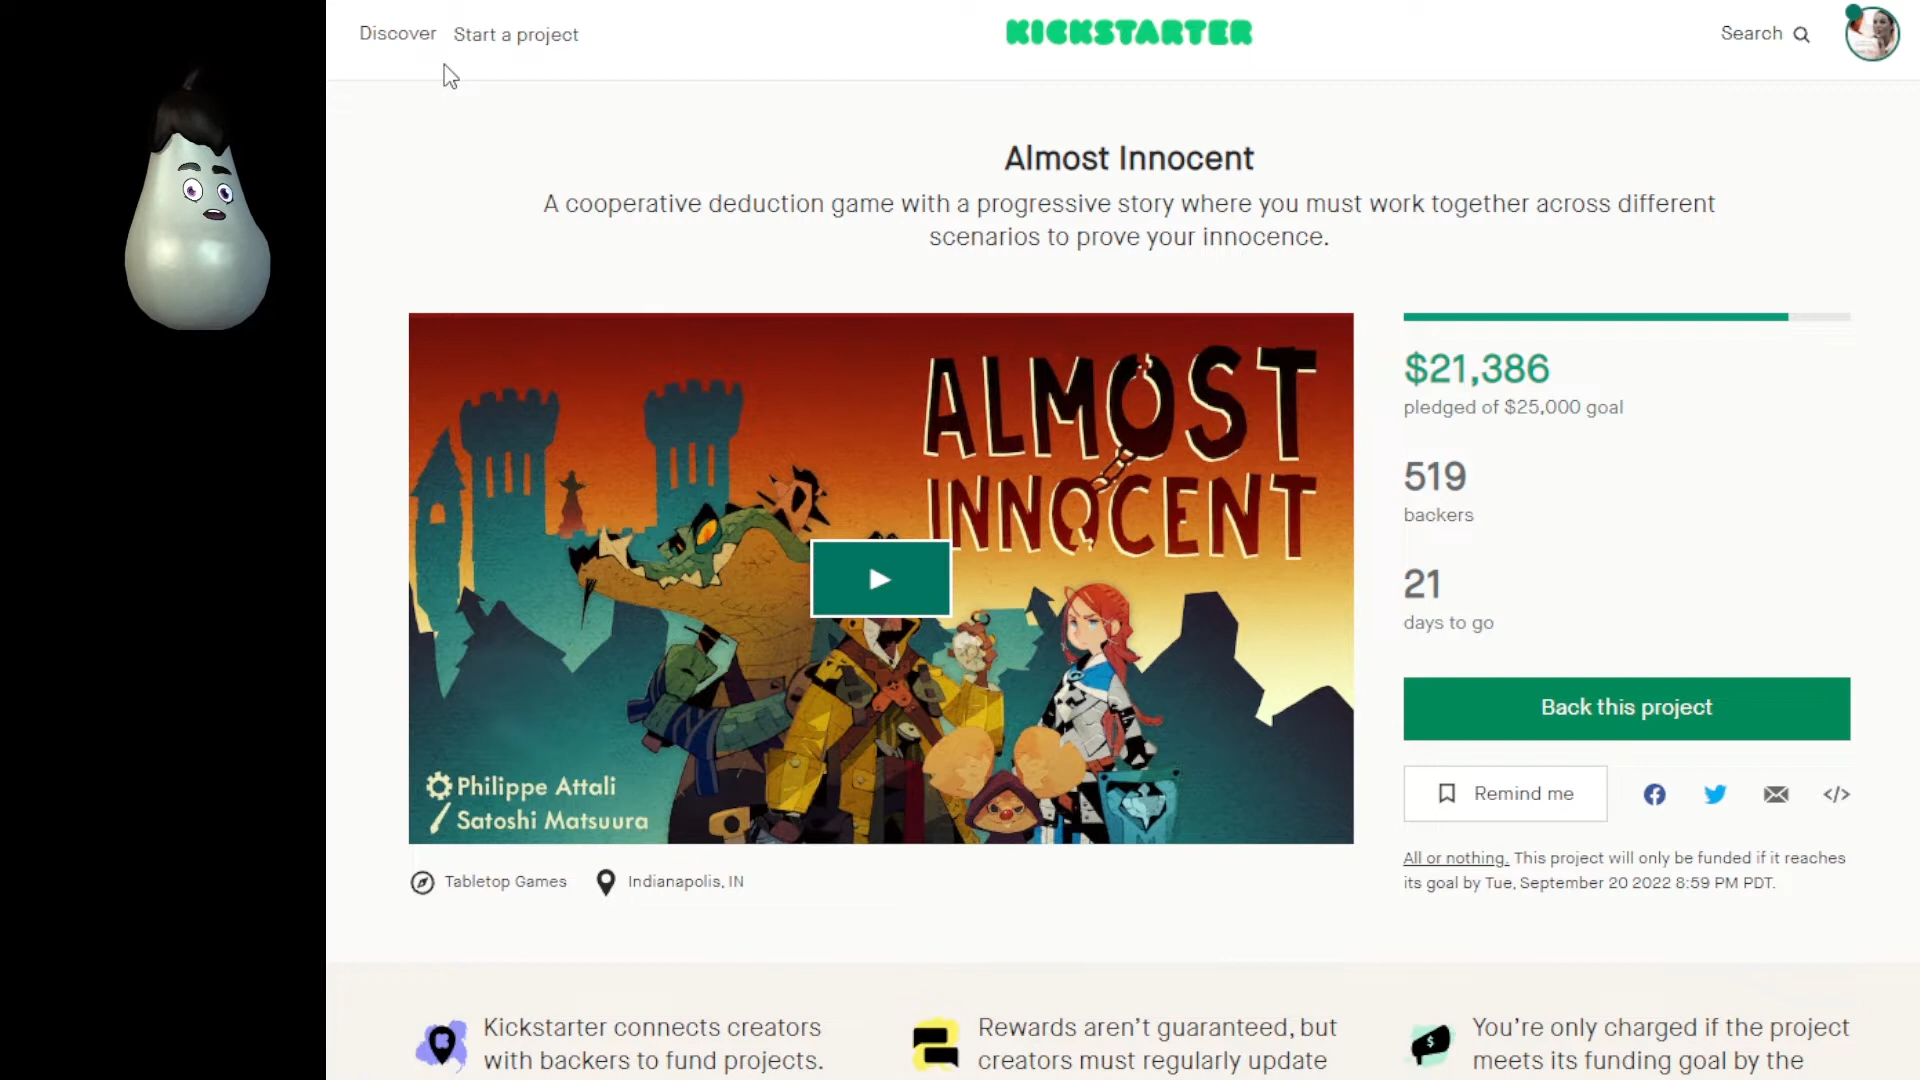 Discover Start a project
KICKSTARTER
Search
Almost Innocent
A cooperative deduction game with a progressive story where you must work together across different
scenarios to prove your innocence.
ALMOST
INNOCENT
Philippe Attali
Satoshi Matsuura
$21,386
pledged of $25,000 goal
519
backers
21
days to go
Back this project
Remind me
All or nothing. This project will only be funded if it reaches
its goal by Tue, September 20 2022 8:59 PM PDT.
Tabletop Games Indianapolis, IN
Kickstarter connects creators
with backers to fund projects.
Rewards aren't guaranteed, but
creators must regularly update
You're only charged if the project
meets its funding goal by the